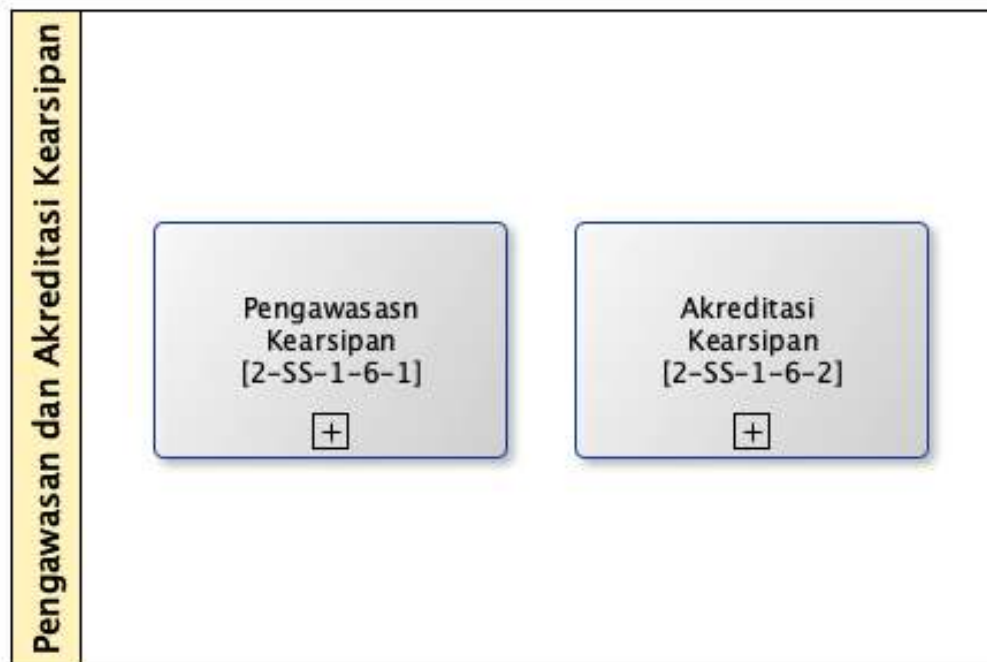 Pengawasan dan Akreditasi Kearsipan
Pengawasasn
Kearsipan
[2-SS-1-6-1]
Akreditasi
Kearsipan
[2-SS-1-6-2]